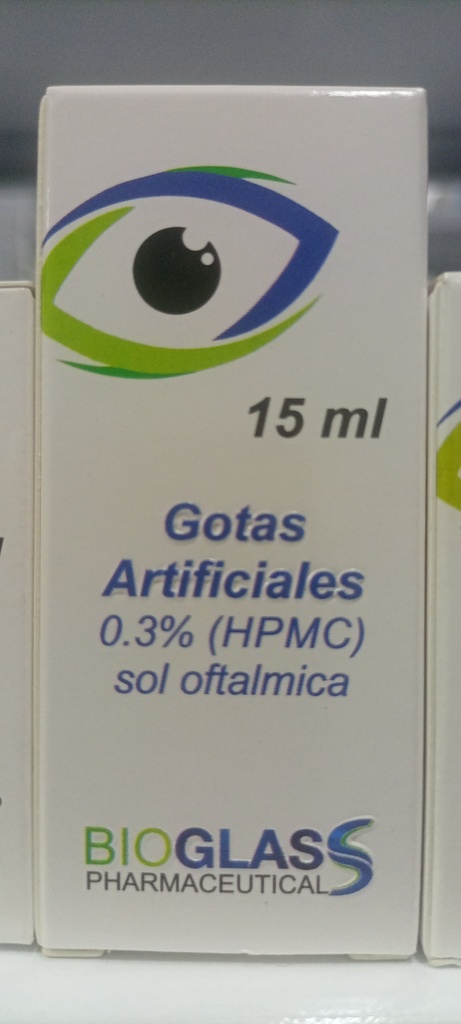 15 ml
Gotas
Artificiales
0.3% (HPMC)
sol oftalmica
BIOGLASS
PHARMACEUTICAL